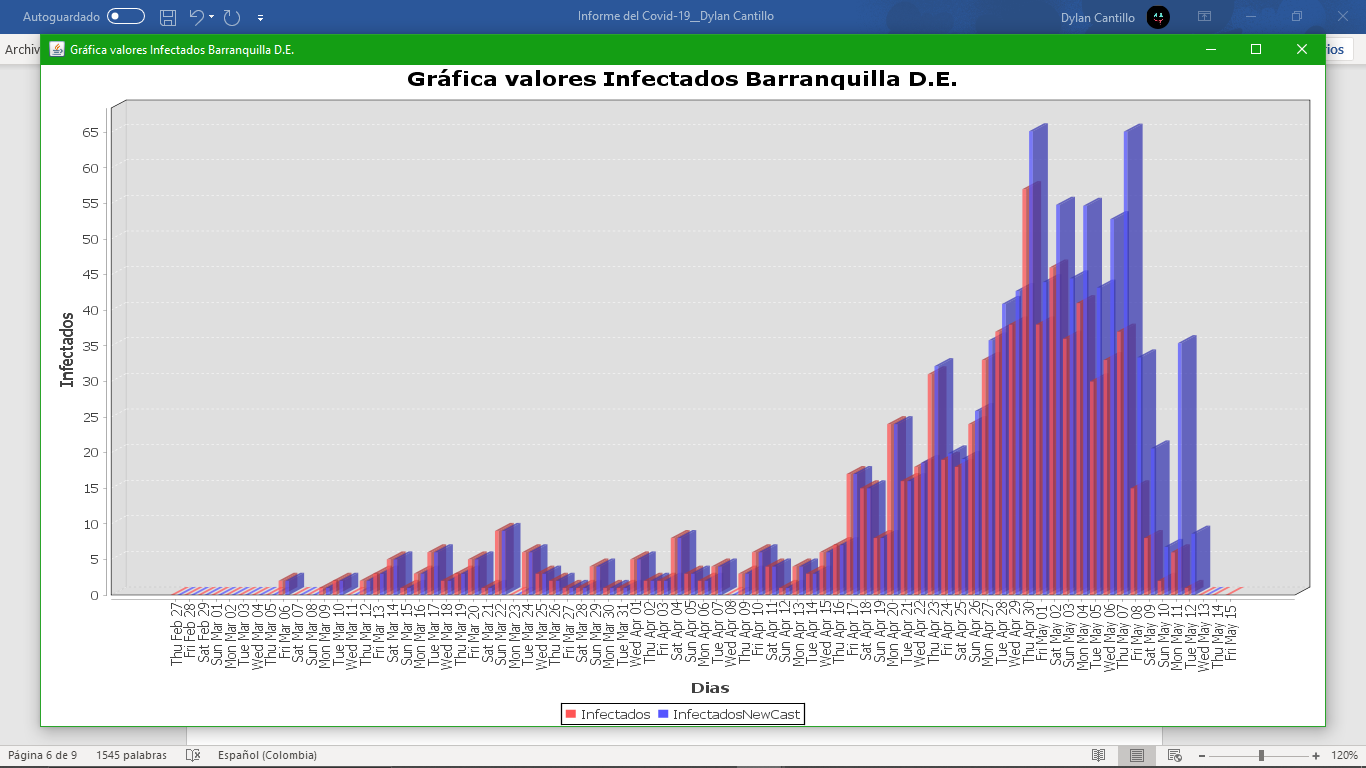 Autoguardado
Informe del Covid-19__Dylan Cantillo
Dylan Cantillo
Archiv
rios
Gráfica valores Infectados Barranquilla D.E.
Gráfica valores Infectados Barranquilla D.E.
Infectados
65
60
55
50
45
40
35
30
25
20
15
10
5
0
Thu Feb 27
Fri Feb 28
Sat Feb 29
Sun Mar 01
Mon Mar 02
Tue Mar 03
Wed Mar 04
Thu Mar 05
Fri Mar 06
Sat Mar 07
Sun Mar 08
Mon Mar 09
Tue Mar 10
Wed Mar 11
Thu Mar 12
Fri Mar 13
Sat Mar 14
Sun Mar 15
Mon Mar 16
Tue Mar 17
Wed Mar 18
Thu Mar 19
Fri Mar 20
Sat Mar 21
Sun Mar 22
Mon Mar 23
Tue Mar 24
Wed Mar 25
Thu Mar 26
Fri Mar 27
Sat Mar 28
Sun Mar 29
Mon Mar 30
Tue Mar 31
Wed Apr 01
Thu Apr 02
Fri Apr 03
Sat Apr 04
Sun Apr 05
Mon Apr 06
Tue Apr 07
Wed Apr 08
Thu Apr 09
Fri Apr 10
Sat Apr 11
Sun Apr 12
Mon Apr 13
Tue Apr 14
Wed Apr 15
Thu Apr 16
Fri Apr 17
Sat Apr 18
Sun Apr 19
Mon Apr 20
Tue Apr 21
Wed Apr 22
Thu Apr 23
Fri Apr 24
Sat Apr 25
Sun Apr 26
Mon Apr 27
Tue Apr 28
Wed Apr 29
Thu Apr 30
Fri May 01
Sat May 02
Sun May 03
Mon May 04
Tue May 05
Wed May 06
Thu May 07
Fri May 08
Sat May 09
Sun May 10
Mon May 11
Tue May 12
Wed May 13
Thu May 14
Fri May 15
Dias
Infectados InfectadosNewCast
Página 6 de 9 1545 palabras Español (Colombia) 120%